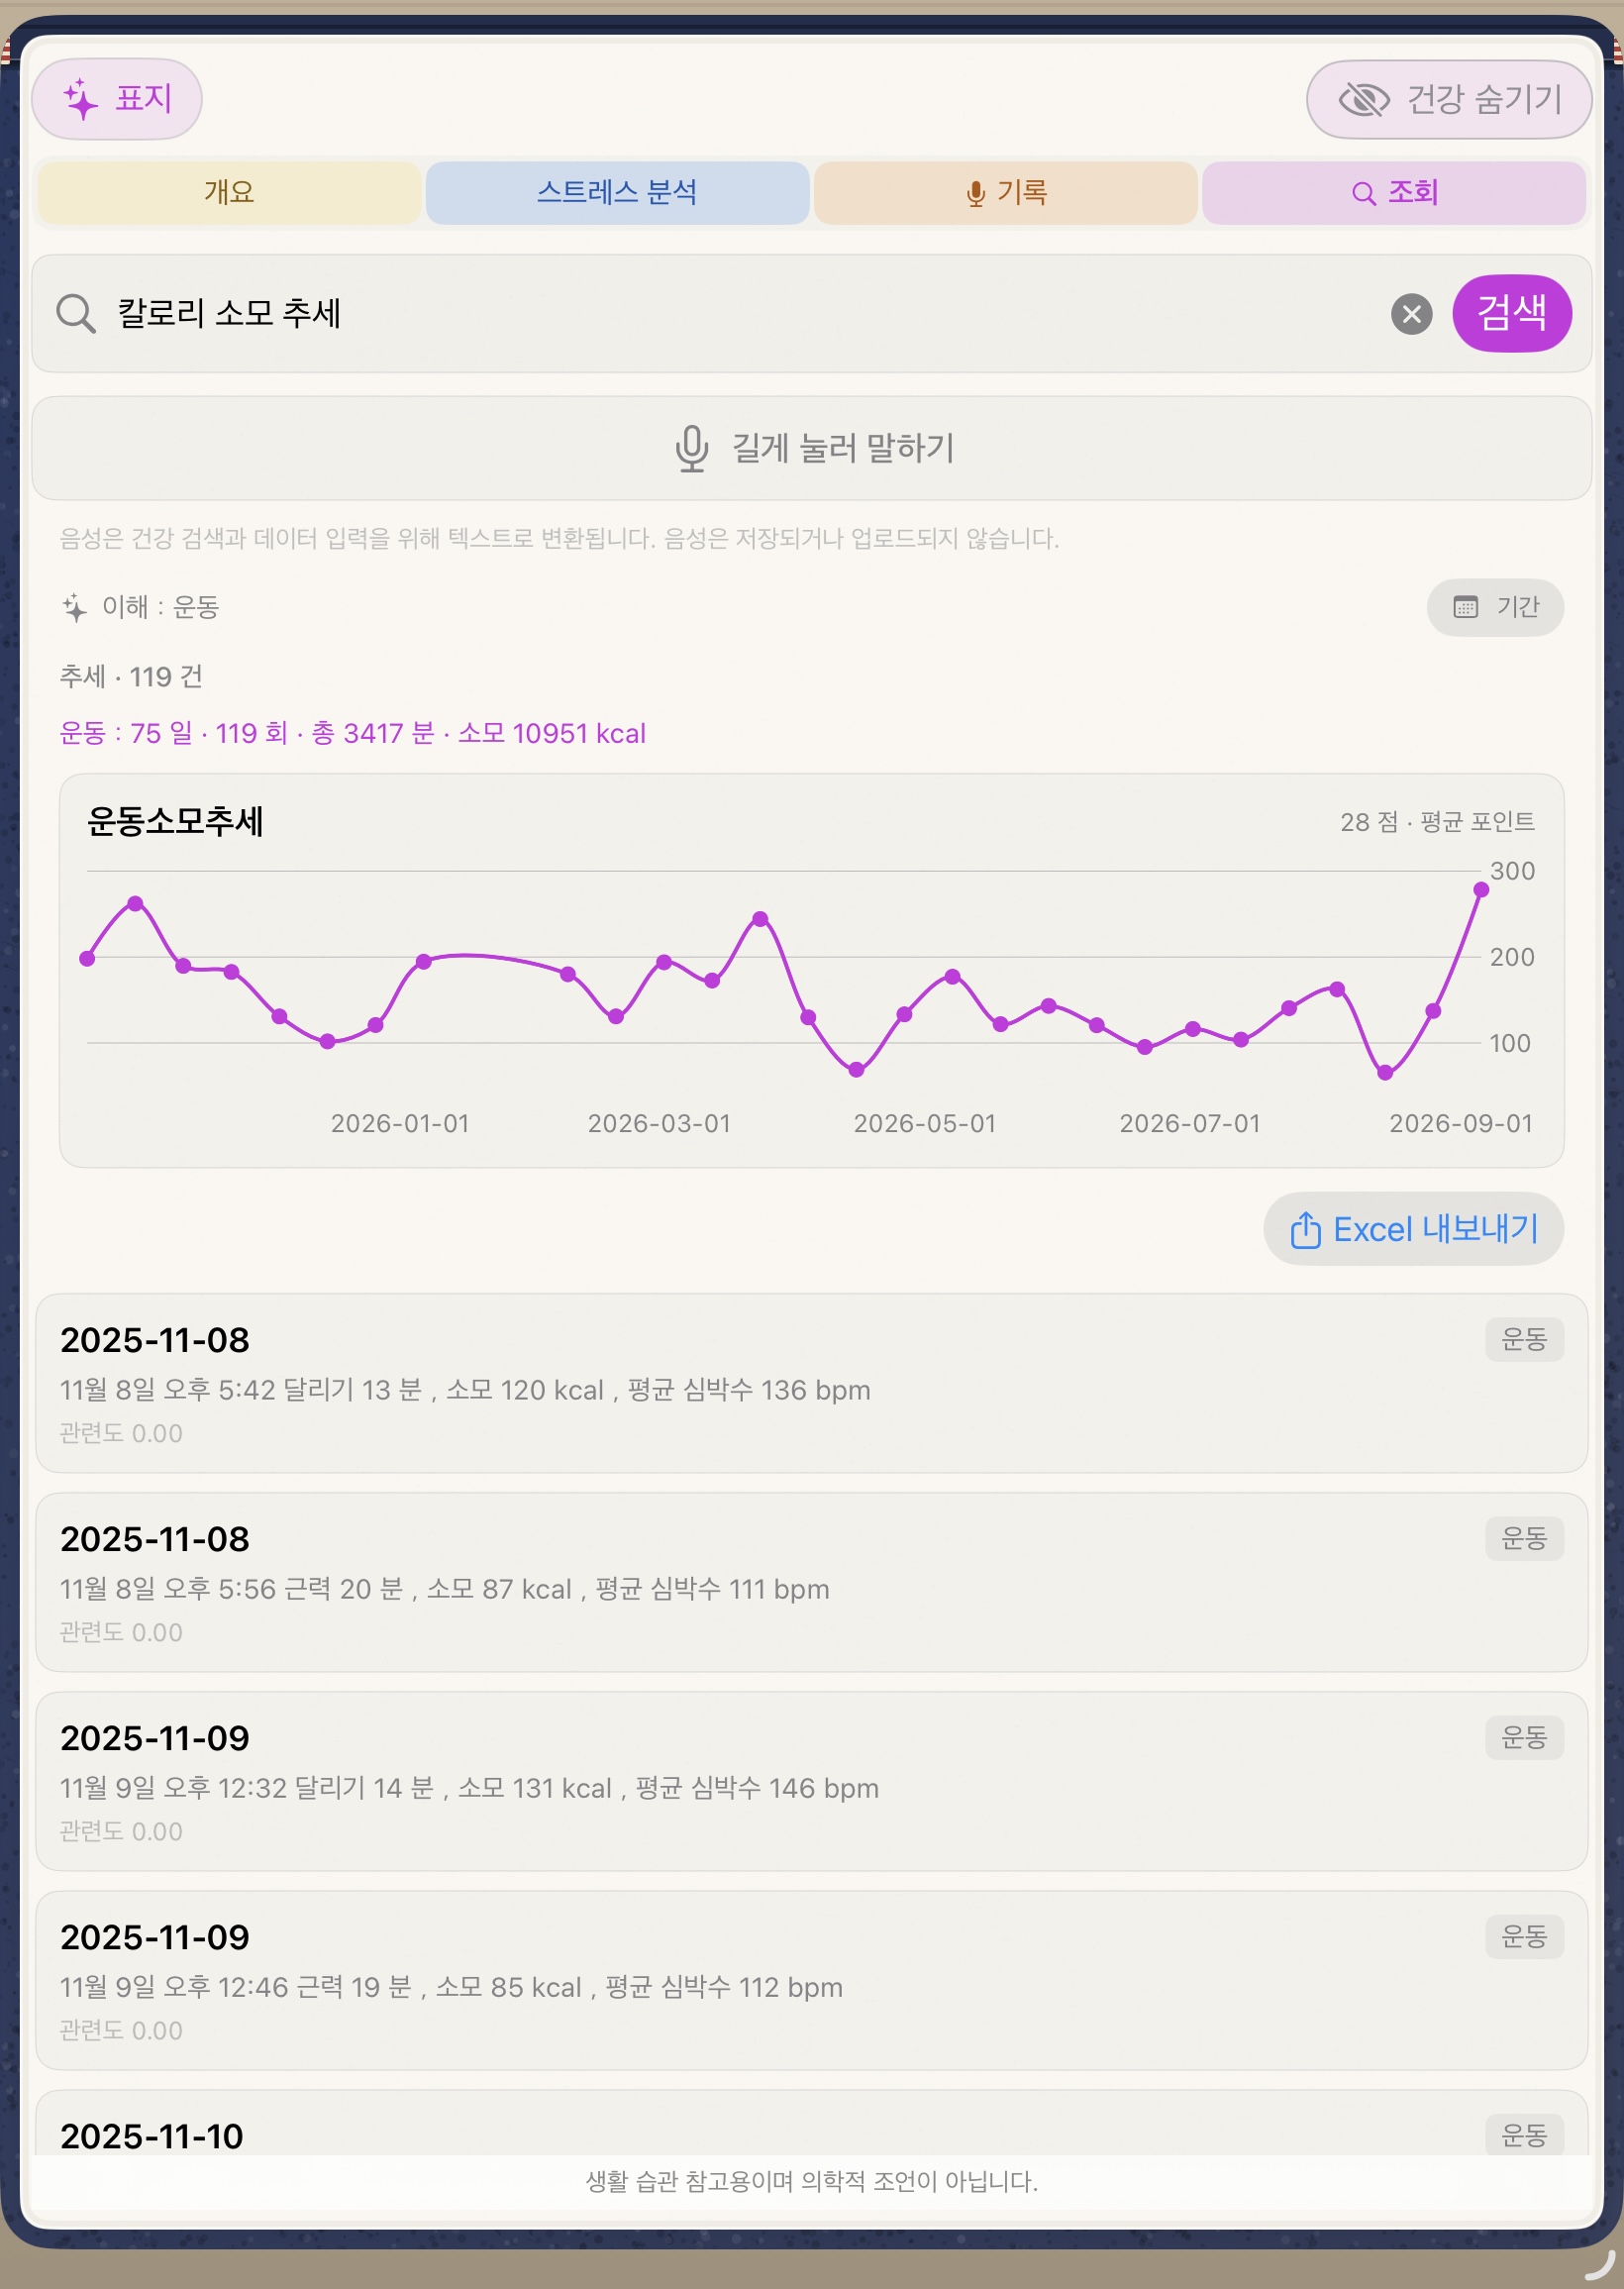 표지
건강 숨기기
개요
스트레스 분석
기록
조회
칼로리 소모 추세
검색
길게 눌러 말하기
음성은 건강 검색과 데이터 입력을 위해 텍스트로 변환됩니다. 음성은 저장되거나 업로드되지 않습니다.
이해 : 운동
기간
추세 · 119 건
운동 : 75 일 · 119 회 · 총 3417 분 · 소모 10951 kcal
운동소모추세
28 점 · 평균 포인트
300
200
100
2026-01-01
2026-03-01
2026-05-01
2026-07-01
2026-09-01
Excel 내보내기
2025-11-08
운동
11월 8일 오후 5:42 달리기 13 분 , 소모 120 kcal , 평균 심박수 136 bpm
관련도 0.00
2025-11-08
운동
11월 8일 오후 5:56 근력 20 분 , 소모 87 kcal , 평균 심박수 111 bpm
관련도 0.00
2025-11-09
운동
11월 9일 오후 12:32 달리기 14 분 , 소모 131 kcal , 평균 심박수 146 bpm
관련도 0.00
2025-11-09
운동
11월 9일 오후 12:46 근력 19 분 , 소모 85 kcal , 평균 심박수 112 bpm
관련도 0.00
2025-11-10
운동
생활 습관 참고용이며 의학적 조언이 아닙니다.